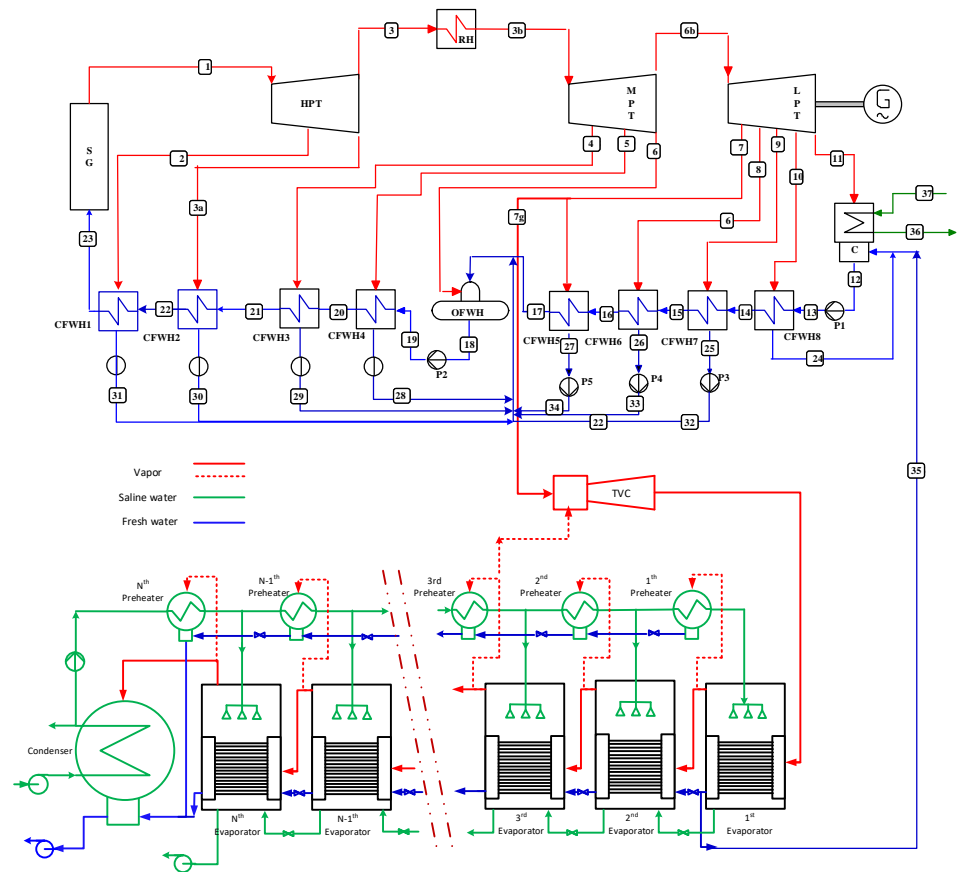 3
3b
6b
RH
1
HPT
M
P
T
L
P
T
G
~
S
G
2
3a
4
5
6
7
8
9
10
11
37
36
C
12
7g
6
23
22
21
20
19
18
17
16
15
14
13
P1
CFWH1
CFWH2
CFWH3
CFWH4
OFWH
P2
CFWH5
CFWH6
CFWH7
CFWH8
27
26
25
24
P5
P4
P3
31
30
29
28
34
33
22
32
35
Vapor
Saline water
Fresh water
TVC
Nth
Preheater
N-1th
Preheater
3rd
Preheater
2nd
Preheater
1th
Preheater
Condenser
Nth
Evaporator
N-1th
Evaporator
3rd
Evaporator
2nd
Evaporator
1st
Evaporator